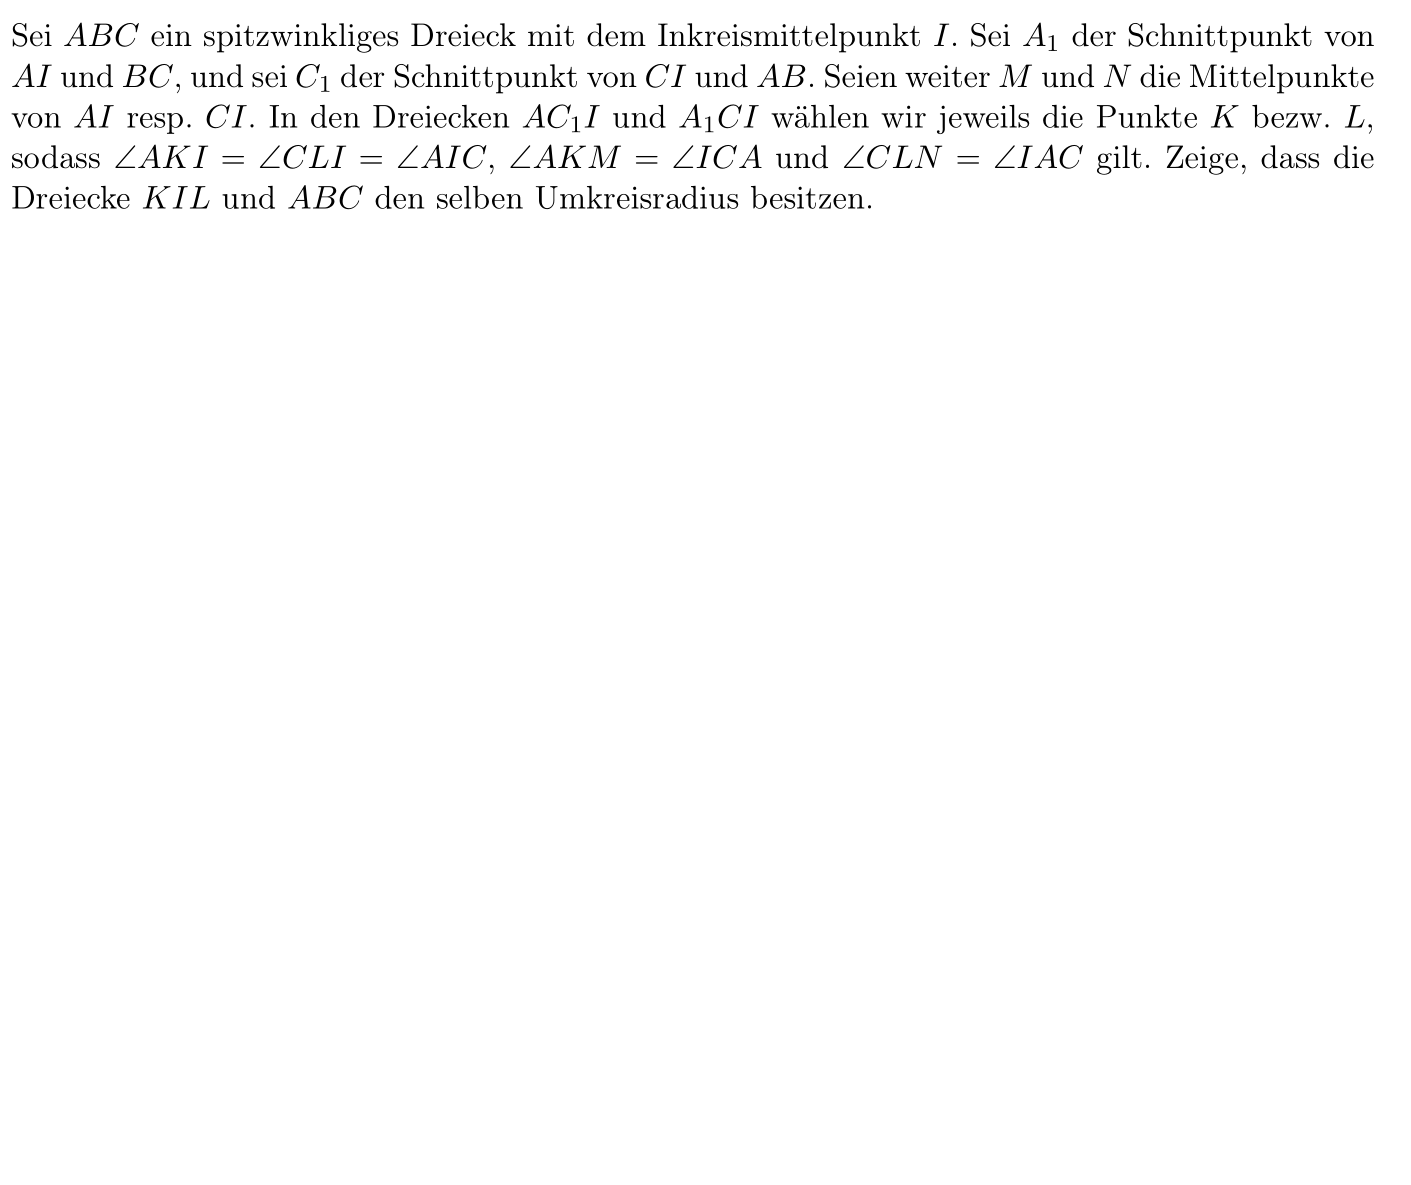 Sei $ABC$ ein spitzwinkliges Dreieck mit dem Inkreismittelpunkt $I$. Sei $A_1$ der Schnittpunkt von
$AI$ und $BC$, und sei $C_1$ der Schnittpunkt von $CI$ und $AB$. Seien weiter $M$ und $N$ die Mittelpunkte
von $AI$ resp. $CI$. In den Dreiecken $AC_1I$ und $A_1CI$ wählen wir jeweils die Punkte $K$ bezw. $L$,
sodass $\angle AKI = \angle CLI = \angle AIC$, $\angle AKM = \angle ICA$ und $\angle CLN = \angle IAC$ gilt. Zeige, dass die
Dreiecke $KIL$ und $ABC$ den selben Umkreisradius besitzen.